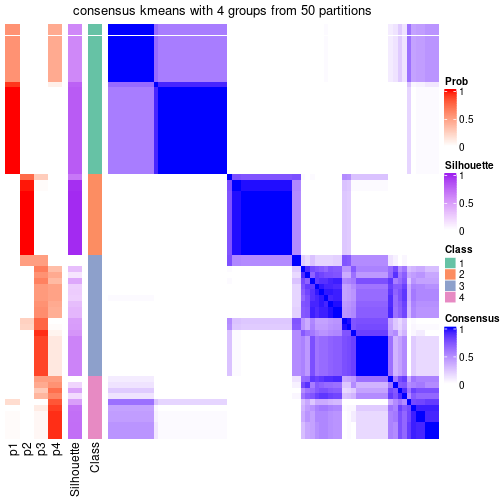 consensus kmeans with 4 groups from 50 partitions
Prob
1
0.5
0
Silhouette
1
0.5
0
Class
1
2
3
4
Consensus
1
0.5
0
p1
p2
p3
p4
Silhouette
Class